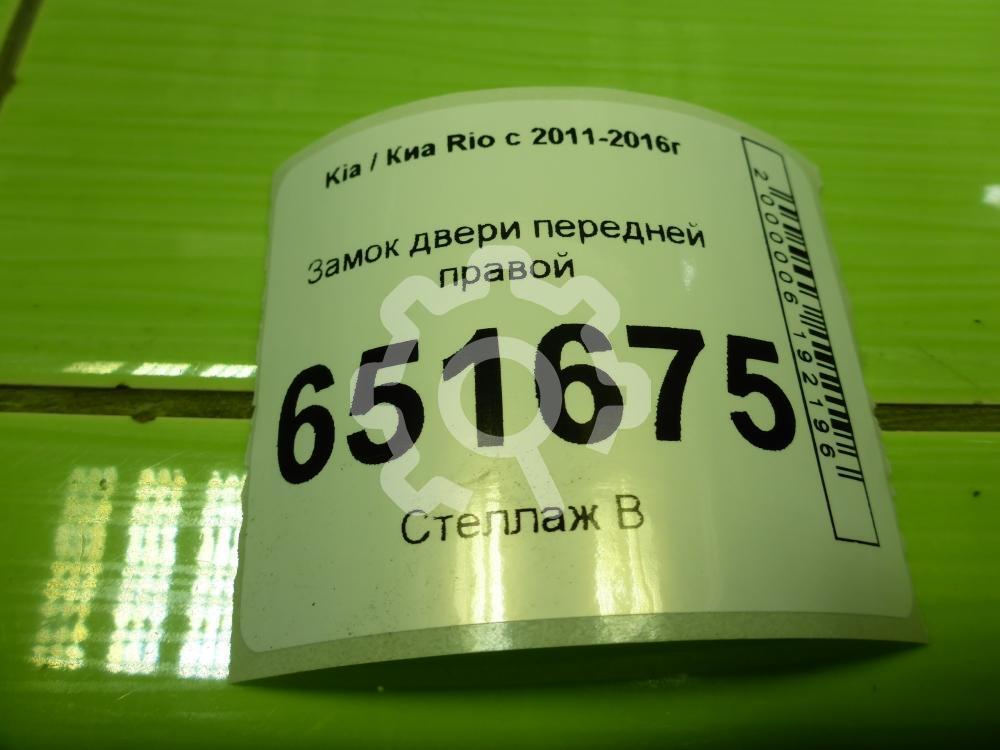 Kia / Киа Rio с 2011-2016г
Замок двери передней
правой
651675
Стеллаж В
2000006192196